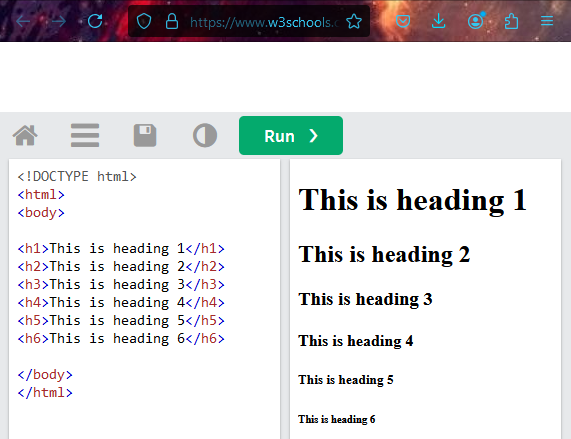 https://www.w3schools.c
Run ❯
<!DOCTYPE html>
<html>
<body>
<h1>This is heading 1</h1>
<h2>This is heading 2</h2>
<h3>This is heading 3</h3>
<h4>This is heading 4</h4>
<h5>This is heading 5</h5>
<h6>This is heading 6</h6>
</body>
</html>
This is heading 1
This is heading 2
This is heading 3
This is heading 4
This is heading 5
This is heading 6